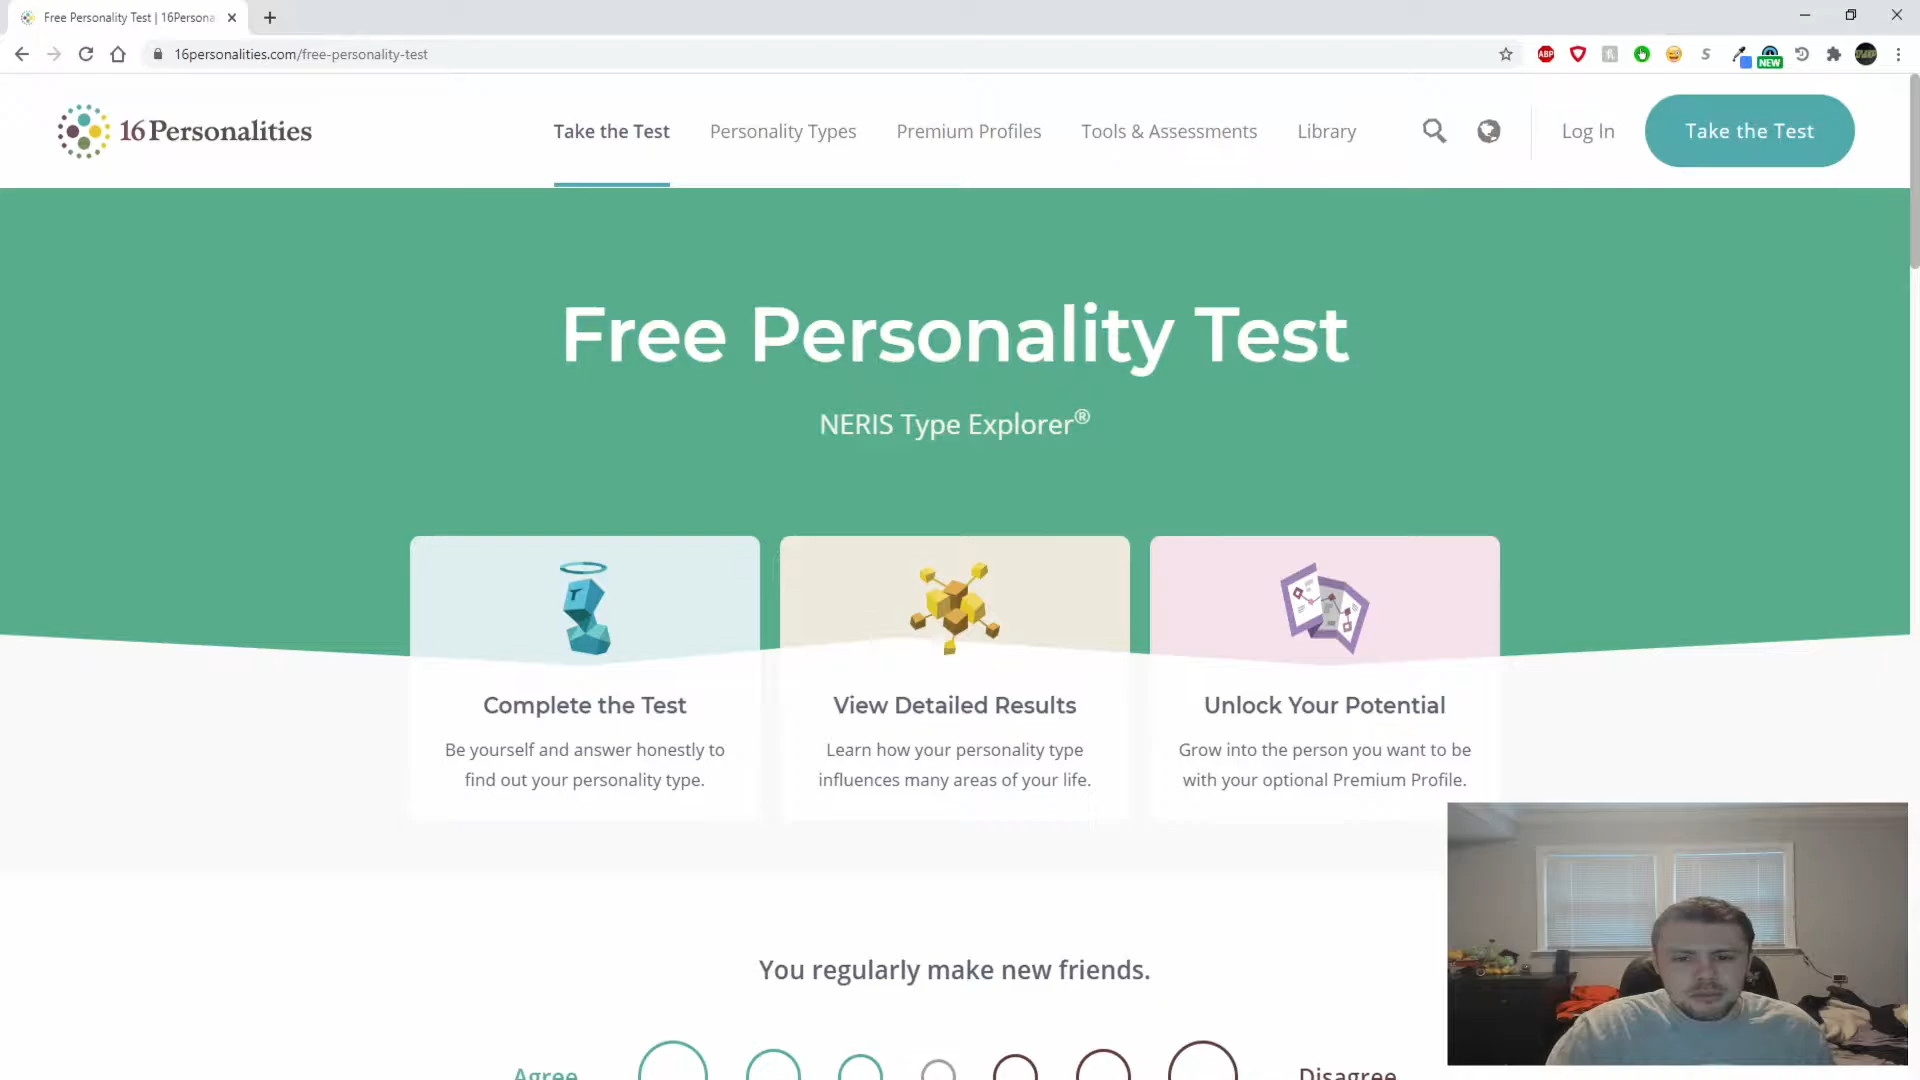 Free Personality Test | 16Persona
16personalities.com/free-personality-test
ABP
NEW
16Personalities
Take the Test
Personality Types
Premium Profiles
Tools & Assessments
Library
Log In
Take the Test
Free Personality Test
NERIS Type Explorer®
T
Complete the Test
Be yourself and answer honestly to
find out your personality type.
View Detailed Results
Learn how your personality type
influences many areas of your life.
Unlock Your Potential
Grow into the person you want to be
with your optional Premium Profile.
You regularly make new friends.
Agree
Disagree